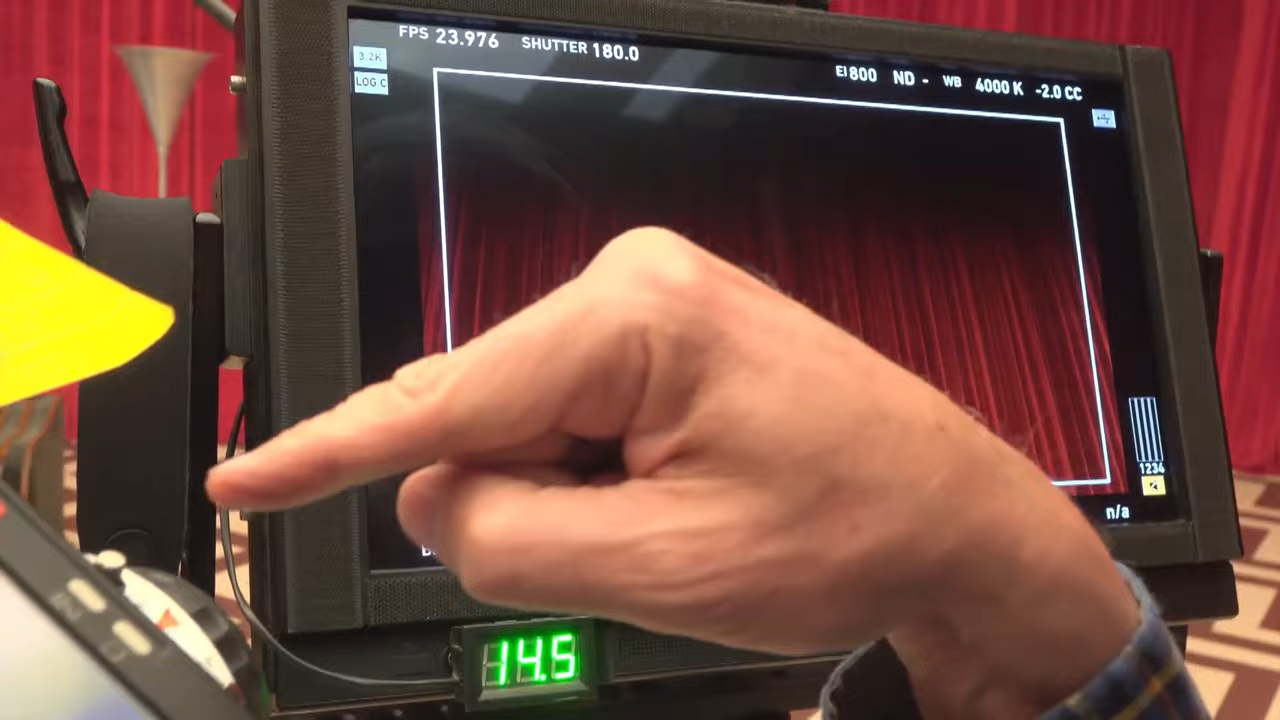 FPS 23.976 SHUTTER 180.0 EI 800 ND - WB 4000 K -2.0 CC
3.2K
LOG C
1234
n/a
14.5